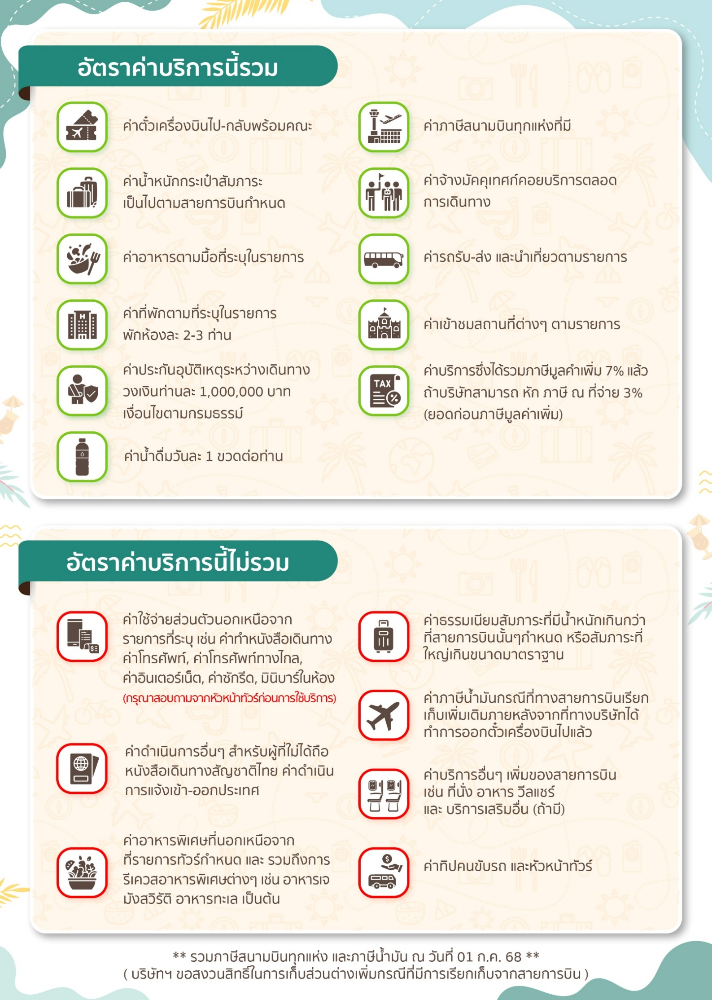 อัตราค่าบริการนี้รวม
ค่าตั๋วเครื่องบินไป-กลับพร้อมคณะ
ค่าน้ำหนักกระเป๋าสัมภาระ
เป็นไปตามสายการบินกำหนด
ค่าอาหารตามมื้อที่ระบุในรายการ
H
ค่าที่พักตามที่ระบุในรายการ
พักห้องละ 2-3 ท่าน
ค่าประกันอุบัติเหตุระหว่างเดินทาง
วงเงินท่านละ 1,000,000 บาท
เงื่อนไขตามกรมธรรม์
ค่าน้ำดื่มวันละ 1 ขวดต่อท่าน
ค่าภาษีสนามบินทุกแห่งที่มี
ค่าจ้างมัคคุเทศก์คอยบริการตลอด
การเดินทาง
ค่ารถรับ-ส่ง และนำเที่ยวตามรายการ
ค่าเข้าชมสถานที่ต่างๆ ตามรายการ
TAX
%
ค่าบริการซึ่งได้รวมภาษีมูลคำเพิ่ม 7% แล้ว
ถ้าบริษัทสามารถ หัก ภาษี ณ ที่จ่าย 3%
(ยอดก่อนภาษีมูลค่าเพิ่ม)
อัตราค่าบริการนี้ไม่รวม
$
ค่าใช้จ่ายส่วนตัวนอกเหนือจาก
รายการที่ระบุ เช่น ค่าทำหนังสือเดินทาง
ค่าโทรศัพท์, ค่าโทรศัพท์ทางไกล,
ค่าอินเตอร์เน็ต, ค่าซักรีด, มินิบาร์ในห้อง
(กรุณาสอบถามจากหัวหน้าทัวร์ก่อนการใช้บริการ)
ค่าดำเนินการอื่นๆ สำหรับผู้ที่ไม่ได้ถือ
หนังสือเดินทางสัญชาติไทย ค่าดำเนิน
การแจ้งเข้า-ออกประเทศ
ค่าอาหารพิเศษที่นอกเหนือจาก
ที่รายการทัวร์กำหนด และ รวมถึงการ
รีเควสอาหารพิเศษต่างๆ เช่น อาหารเจ
มังสวิรัติ อาหารทะเล เป็นต้น
ค่าธรรมเนียมสัมภาระที่มีน้ำหนักเกินกว่า
ที่สายการบินนั้นๆกำหนด หรือสัมภาระที่
ใหญ่เกินขนาดมาตราฐาน
ค่าภาษีน้ำมันกรณีที่ทางสายการบินเรียก
เก็บเพิ่มเติมภายหลังจากที่ทางบริษัทได้
ทำการออกตั๋วเครื่องบินไปแล้ว
ค่าบริการอื่นๆ เพิ่มของสายการบิน
เช่น ที่นั่ง อาหาร วีลแชร์
และ บริการเสริมอื่น (ถ้ามี)
$
ค่าทิปคนขับรถ และหัวหน้าทัวร์
** รวมภาษีสนามบินทุกแห่ง และภาษีน้ำมัน ณ วันที่ 01 ก.ค. 68 **
( บริษัทฯ ขอสงวนสิทธิ์ในการเก็บส่วนต่างเพิ่มกรณีที่มีการเรียกเก็บจากสายการบิน )